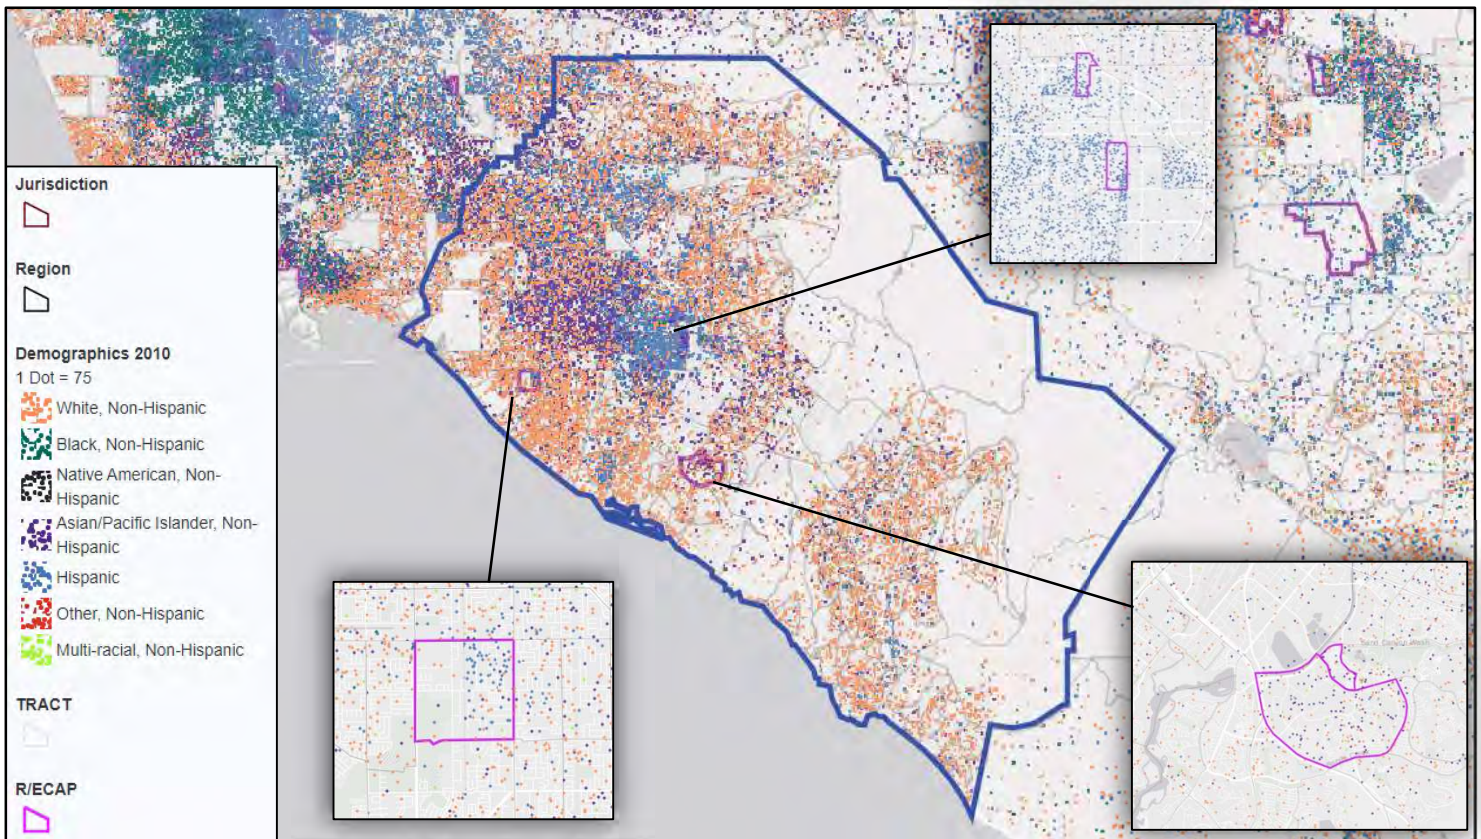 Jurisdiction
Region
Demographics 2010
1 Dot = 75
White, Non-Hispanic
Black, Non-Hispanic
Native American, Non-
Hispanic
Asian/Pacific Islander, Non-
Hispanic
Hispanic
Other, Non-Hispanic
Multi-racial, Non-Hispanic
TRACT
R/ECAP